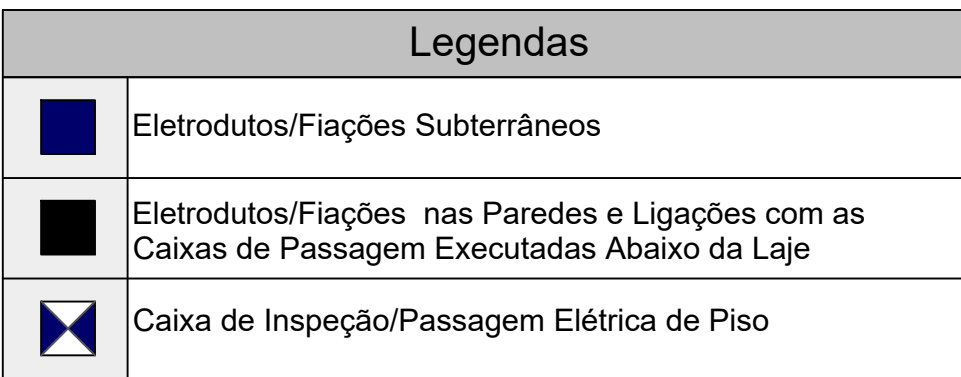 Legendas
Eletrodutos/Fiações Subterrâneos
Eletrodutos/Fiações  nas Paredes e Ligações com as
Caixas de Passagem Executadas Abaixo da Laje
Caixa de Inspeção/Passagem Elétrica de Piso